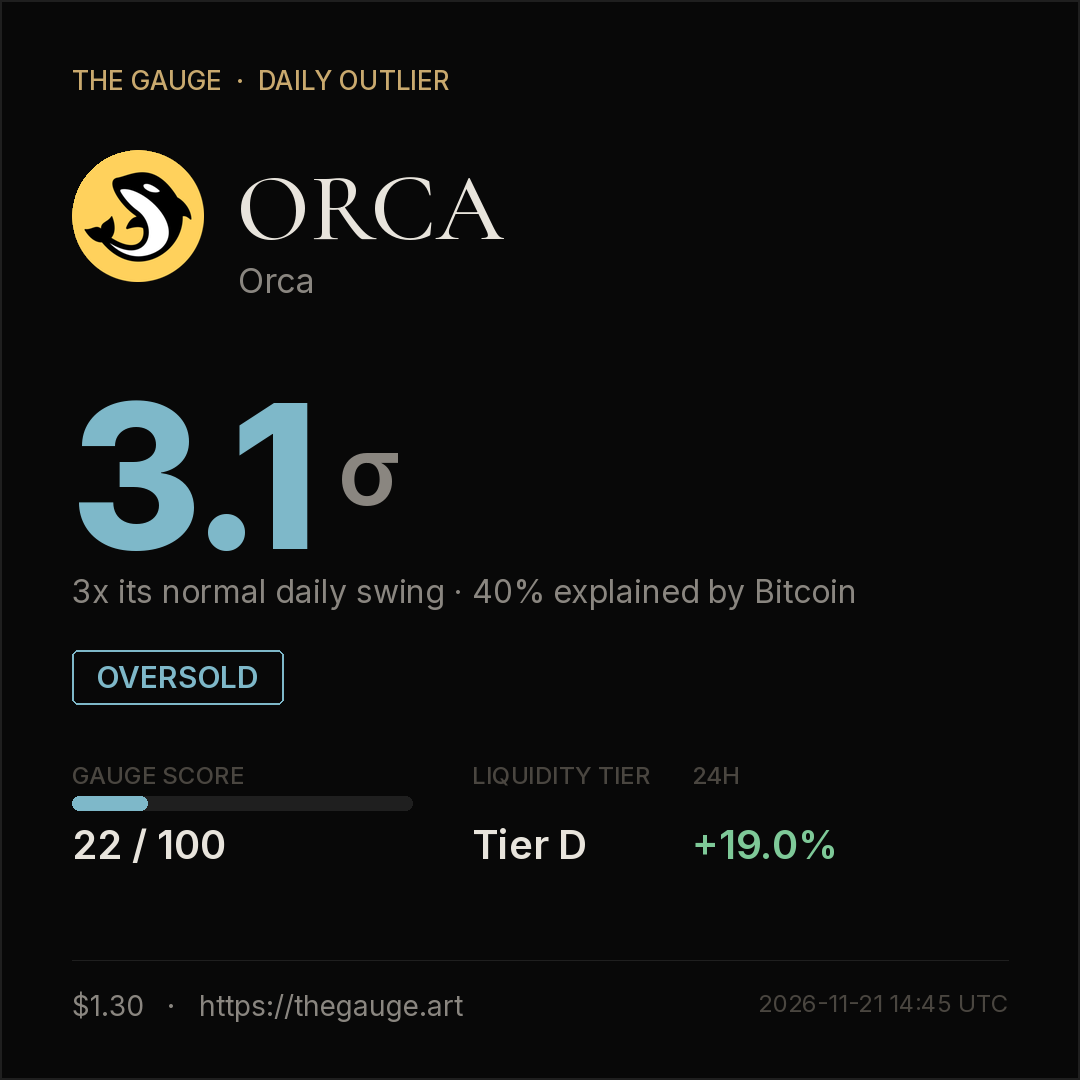 THE GAUGE · DAILY OUTLIER
ORCA
Orca
3.1 σ
3x its normal daily swing · 40% explained by Bitcoin
OVERSOLD
GAUGE SCORE LIQUIDITY TIER 24H
22 / 100 Tier D +19.0%
$1.30 · https://thegauge.art 2026-11-21 14:45 UTC